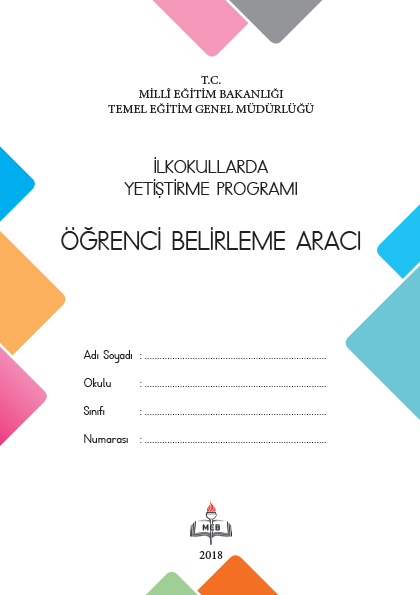 T.C.
MİLLÎ EĞİTİM BAKANLIĞI
TEMEL EĞİTİM GENEL MÜDÜRLÜĞÜ
İLKOKULLARDA
YETİŞTİRME PROGRAMI
ÖĞRENCİ BELİRLEME ARACI
Adı Soyadı : ............................................................
Okulu : ............................................................
Sınıfı : ............................................................
Numarası : ............................................................
MEB
2018